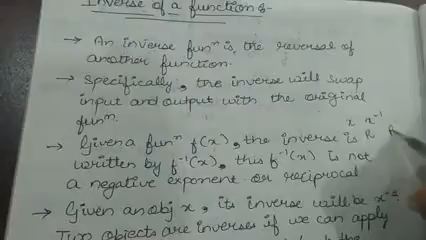 Inverse of a function :-
→ An inverse funⁿ is, the reversal of
another function.
→ Specifically, the inverse will swap
input and output with the original
funⁿ.
x x⁻¹
→ Given a funⁿ f(x), the inverse is R R
written by f⁻¹(x), this f⁻¹(x) is not
a negative exponent or reciprocal
→ Given an obj x, its inverse will be
Two objects are inverses if we can apply